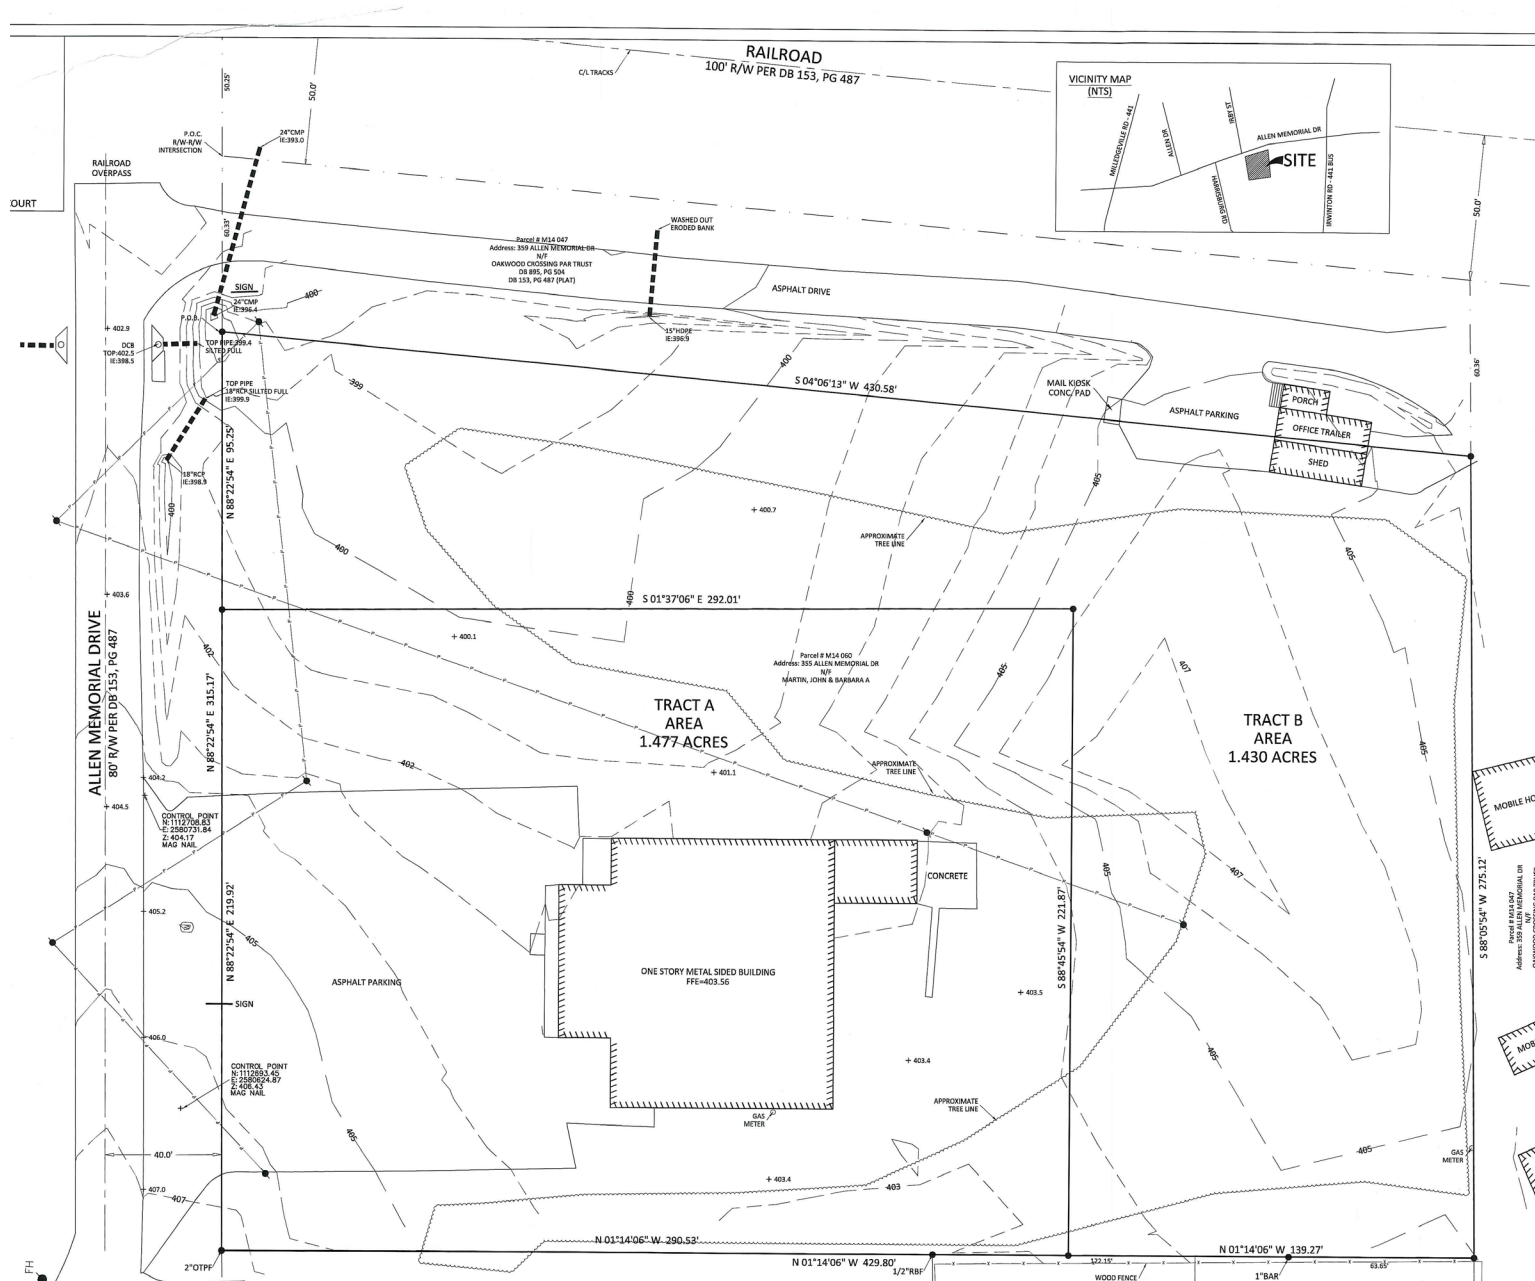 RAILROAD
100' R/W PER DB 153, PG 487
C/L TRACKS
50.25'
50.0'
VICINITY MAP
(NTS)
MILLEDGEVILLE RD - 441
ALLEN DR
IRBY ST
ALLEN MEMORIAL DR
HARRISBURG RD
IRWINTON RD - 441 BUS
SITE
50.0'
P.O.C.
R/W-R/W
INTERSECTION
24"CMP
IE:393.0
RAILROAD
OVERPASS
COURT
60.33'
WASHED OUT
ERODED BANK
Parcel # M14 047
Address: 359 ALLEN MEMORIAL DR
N/F
OAKWOOD CROSSING PAR TRUST
DB 895, PG 504
DB 153, PG 487 (PLAT)
ASPHALT DRIVE
SIGN
400
24"CMP
IE:396.4
P.O.B.
402.9
DCB
TOP:402.5
IE:398.5
TOP PIPE:399.4
SILTED FULL
15"HDPE
IE:396.9
400
399
S 04°06'13" W 430.58'
60.36'
TOP PIPE
18"RCP SILLTED FULL
IE:399.9
MAIL KIOSK
CONC. PAD
ASPHALT PARKING
PORCH
OFFICE TRAILER
SHED
N 88°22'54" E 95.25'
18"RCP
IE:398.9
400
405
400.7
APPROXIMATE
TREE LINE
400
405
403.6
400
S 01°37'06" E 292.01'
400.1
402
Parcel # M14 060
Address: 355 ALLEN MEMORIAL DR
N/F
MARTIN, JOHN & BARBARA A
405
407
ALLEN MEMORIAL DRIVE
80' R/W PER DB 153, PG 487
N 88°22'54" E 315.17'
TRACT A
AREA
1.477 ACRES
TRACT B
AREA
1.430 ACRES
405
402
401.1
APPROXIMATE
TREE LINE
404.2
404.5
CONTROL POINT
N:1112708.83
E:2580731.84
Z:404.17
MAG NAIL
MOBILE HO
CONCRETE
405
407
405.2
N 88°22'54" E 219.92'
405
S 88°45'54" W 221.87'
S 88°05'54" W 275.12'
Parcel # M14 047
Address: 359 ALLEN MEMORIAL DR
N/F
ONE STORY METAL SIDED BUILDING
FFE=403.56
ASPHALT PARKING
403.5
SIGN
406.0
403.4
405
MOB
CONTROL POINT
N:1112693.45
E:2580624.87
Z:406.43
MAG NAIL
APPROXIMATE
TREE LINE
GAS
METER
405
405
GAS
METER
40.0'
403.4
403
407.0
407
N 01°14'06" W 290.53'
N 01°14'06" W 139.27'
FH
2"OTPF
N 01°14'06" W 429.80'
1/2"RBF
122.15'
WOOD FENCE
1"BAR
63.65'